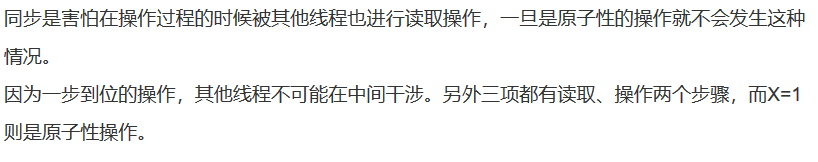 同步是害怕在操作过程的时候被其他线程也进行读取操作，一旦是原子性的操作就不会发生这种
情况。
因为一步到位的操作，其他线程不可能在中间干涉。另外三项都有读取、操作两个步骤，而X=1
则是原子性操作。